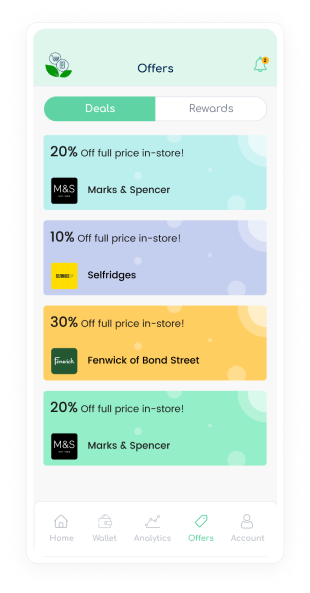 Offers
2
Deals
Rewards
20% Off full price in-store!
M&S
Marks & Spencer
10% Off full price in-store!
SELFRIDGES
Selfridges
30% Off full price in-store!
Fenwick
Fenwick of Bond Street
20% Off full price in-store!
M&S
Marks & Spencer
Home
Wallet
Analytics
Offers
Account